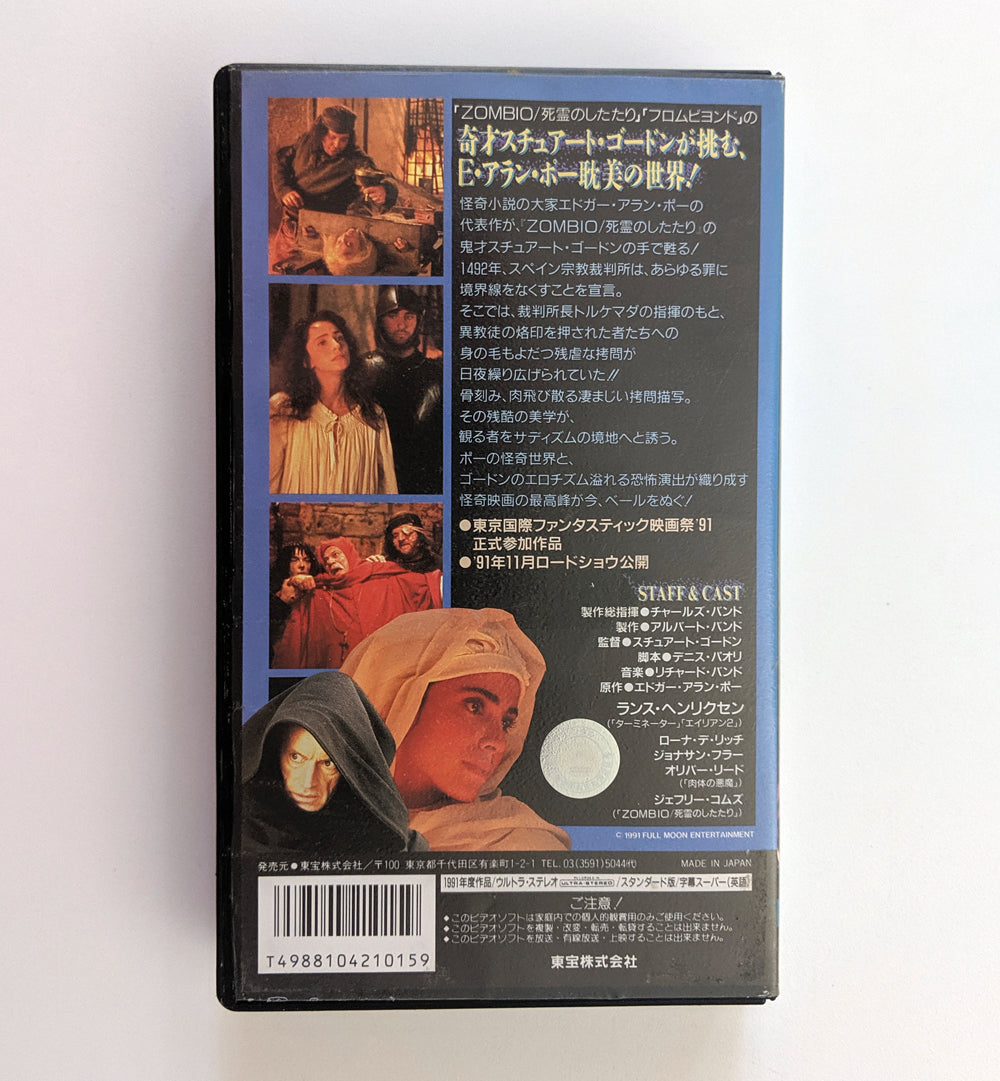 「ZOMBIO/死霊のしたたり」「フロムビヨンド」の
奇才スチュアート・ゴードンが挑む、
E・アラン・ポー耽美の世界!
怪奇小説の大家エドガー・アラン・ポーの
代表作が、『ZOMBIO/死霊のしたたり』の
鬼才スチュアート・ゴードンの手で甦る!
1492年、スペイン宗教裁判所は、あらゆる罪に
境界線をなくすことを宣言。
そこでは、裁判所長トルケマダの指揮のもと、
異教徒の烙印を押された者たちへの
身の毛もよだつ残虐な拷問が
日夜繰り広げられていた!!
骨刻み、肉飛び散る凄まじい拷問描写。
その残酷の美学が、
観る者をサディズムの境地へと誘う。
ポーの怪奇世界と、
ゴードンのエロチズム溢れる恐怖演出が織り成す
怪奇映画の最高峰が今、ベールをぬぐ!
●東京国際ファンタスティック映画祭'91
正式参加作品
●'91年11月ロードショウ公開
STAFF & CAST
製作総指揮●チャールズ・バンド
製作●アルバート・バンド
監督●スチュアート・ゴードン
脚本●デニス・パオリ
音楽●リチャード・バンド
原作●エドガー・アラン・ポー
ランス・ヘンリクセン
(「ターミネーター」「エイリアン2」)
ローナ・デ・リッチ
ジョナサン・フラー
オリバー・リード
(「肉体の悪魔」)
ジェフリー・コムズ
(「ZOMBIO/死霊のしたたり」)
© 1991 FULL MOON ENTERTAINMENT
発売元●東宝株式会社/〒100 東京都千代田区有楽町1-2-1 TEL. 03(3591)5044代)
MADE IN JAPAN
1991年度作品/ウルトラ・ステレオ ULTRA-STEREO /スタンダード版/字幕スーパー(英語)
ご注意!
◆このビデオソフトは家庭内での個人的観賞用のみご使用ください。
◆このビデオソフトを複製・改変・転売・転貸することは出来ません。
◆このビデオソフトを放送・有線放送・上映することは出来ません。
T4988104210159
東宝株式会社